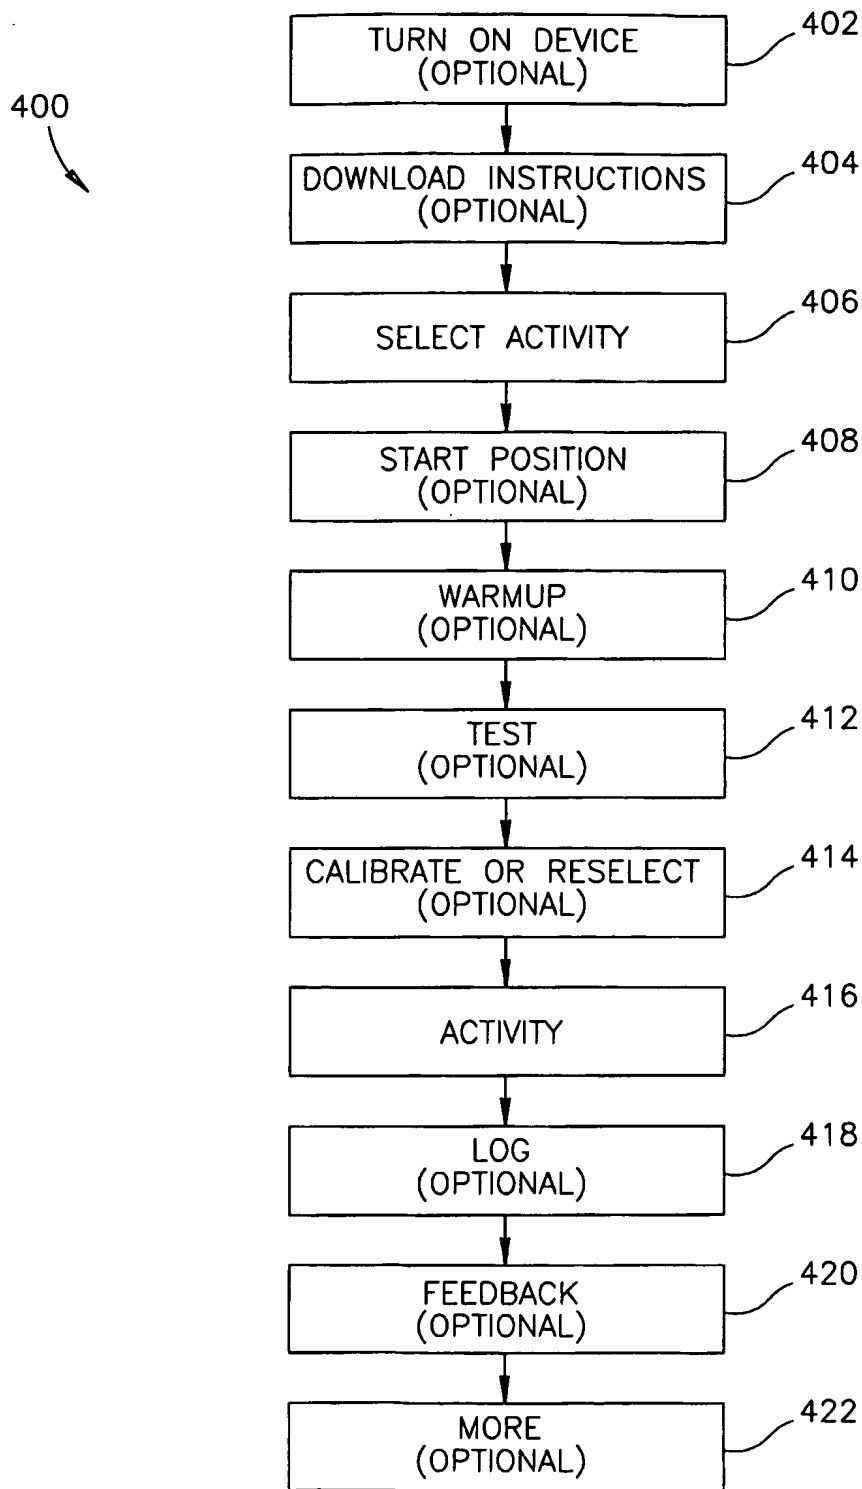 400
TURN ON DEVICE
(OPTIONAL)
402
DOWNLOAD INSTRUCTIONS
(OPTIONAL)
404
SELECT ACTIVITY
406
START POSITION
(OPTIONAL)
408
WARMUP
(OPTIONAL)
410
TEST
(OPTIONAL)
412
CALIBRATE OR RESELECT
(OPTIONAL)
414
ACTIVITY
416
LOG
(OPTIONAL)
418
FEEDBACK
(OPTIONAL)
420
MORE
(OPTIONAL)
422